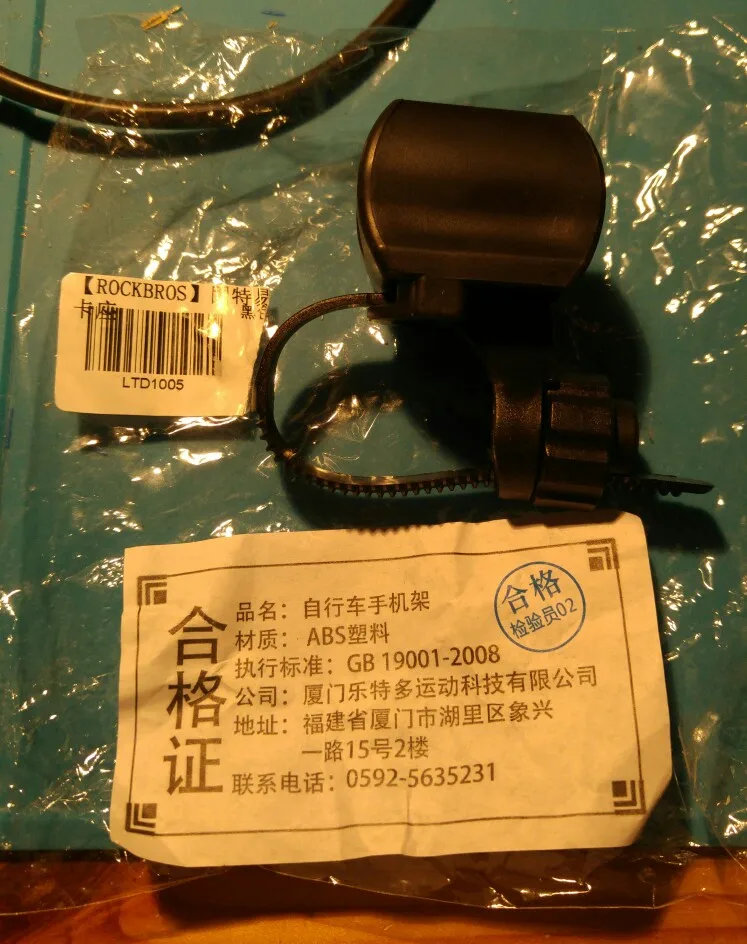 【ROCKBROS】
卡座
LTD1005
合格证
品名：自行车手机架
材质：ABS塑料
执行标准：GB 19001-2008
公司：厦门乐特多运动科技有限公司
地址：福建省厦门市湖里区象兴
一路15号2楼
联系电话：0592-5635231
合格
检验员02